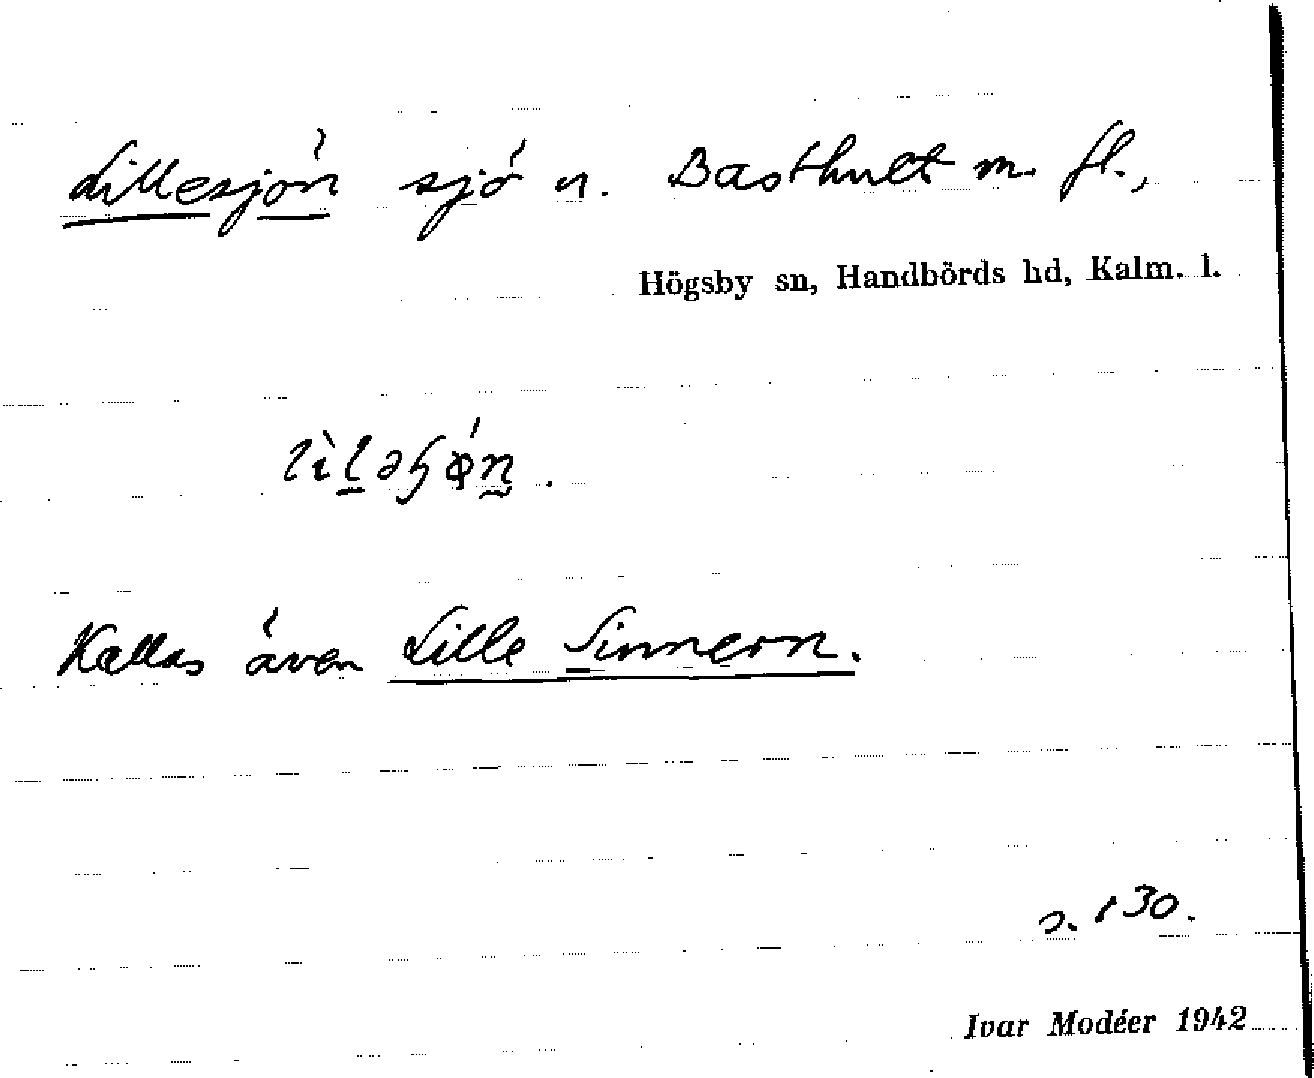 Lillesjön sjö n. Basthult m. fl.,
Högsby sn, Handbörds hd, Kalm. l.
Kallas även Lille Sinnern.
s. 130.
Ivar Modéer 1942